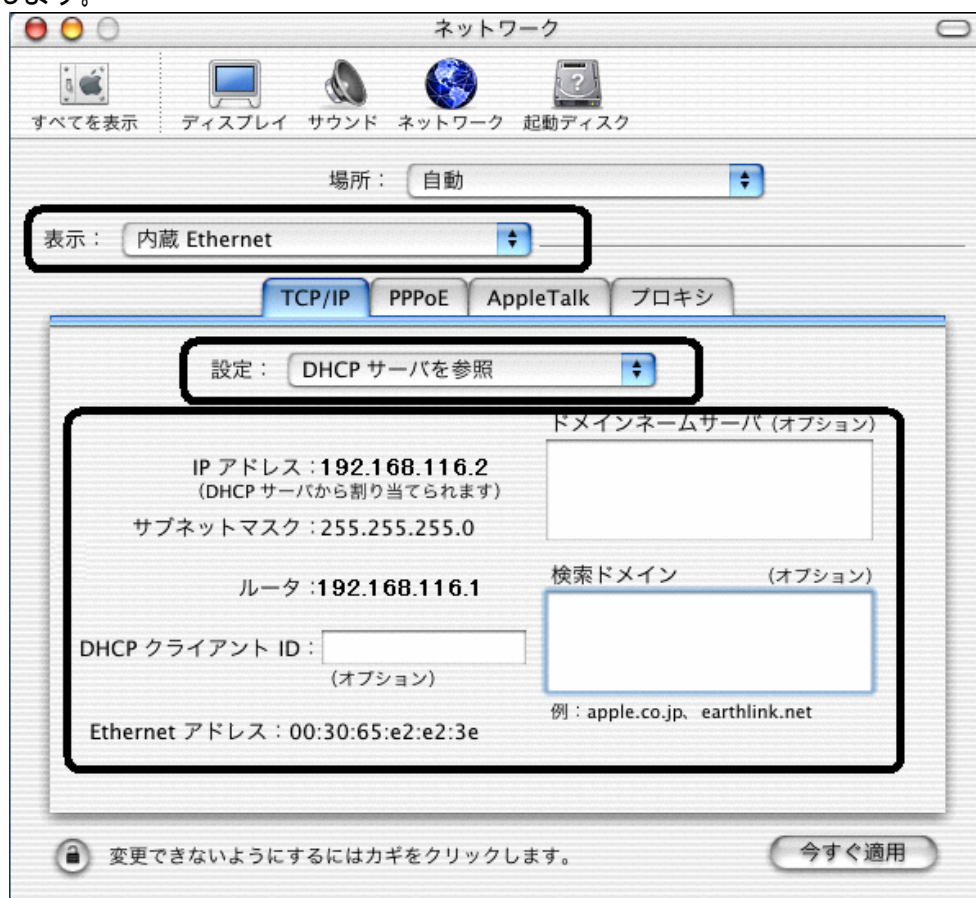 します。
ネットワーク
すべてを表示 ディスプレイ サウンド ネットワーク 起動ディスク
場所： 自動
表示： 内蔵 Ethernet
TCP/IP PPPoE AppleTalk プロキシ
設定： DHCP サーバを参照
ドメインネームサーバ (オプション)
IP アドレス：192.168.116.2
(DHCP サーバから割り当てられます)
サブネットマスク：255.255.255.0
ルータ：192.168.116.1
検索ドメイン (オプション)
DHCP クライアント ID：
(オプション)
例：apple.co.jp、earthlink.net
Ethernet アドレス：00:30:65:e2:e2:3e
変更できないようにするにはカギをクリックします。
今すぐ適用